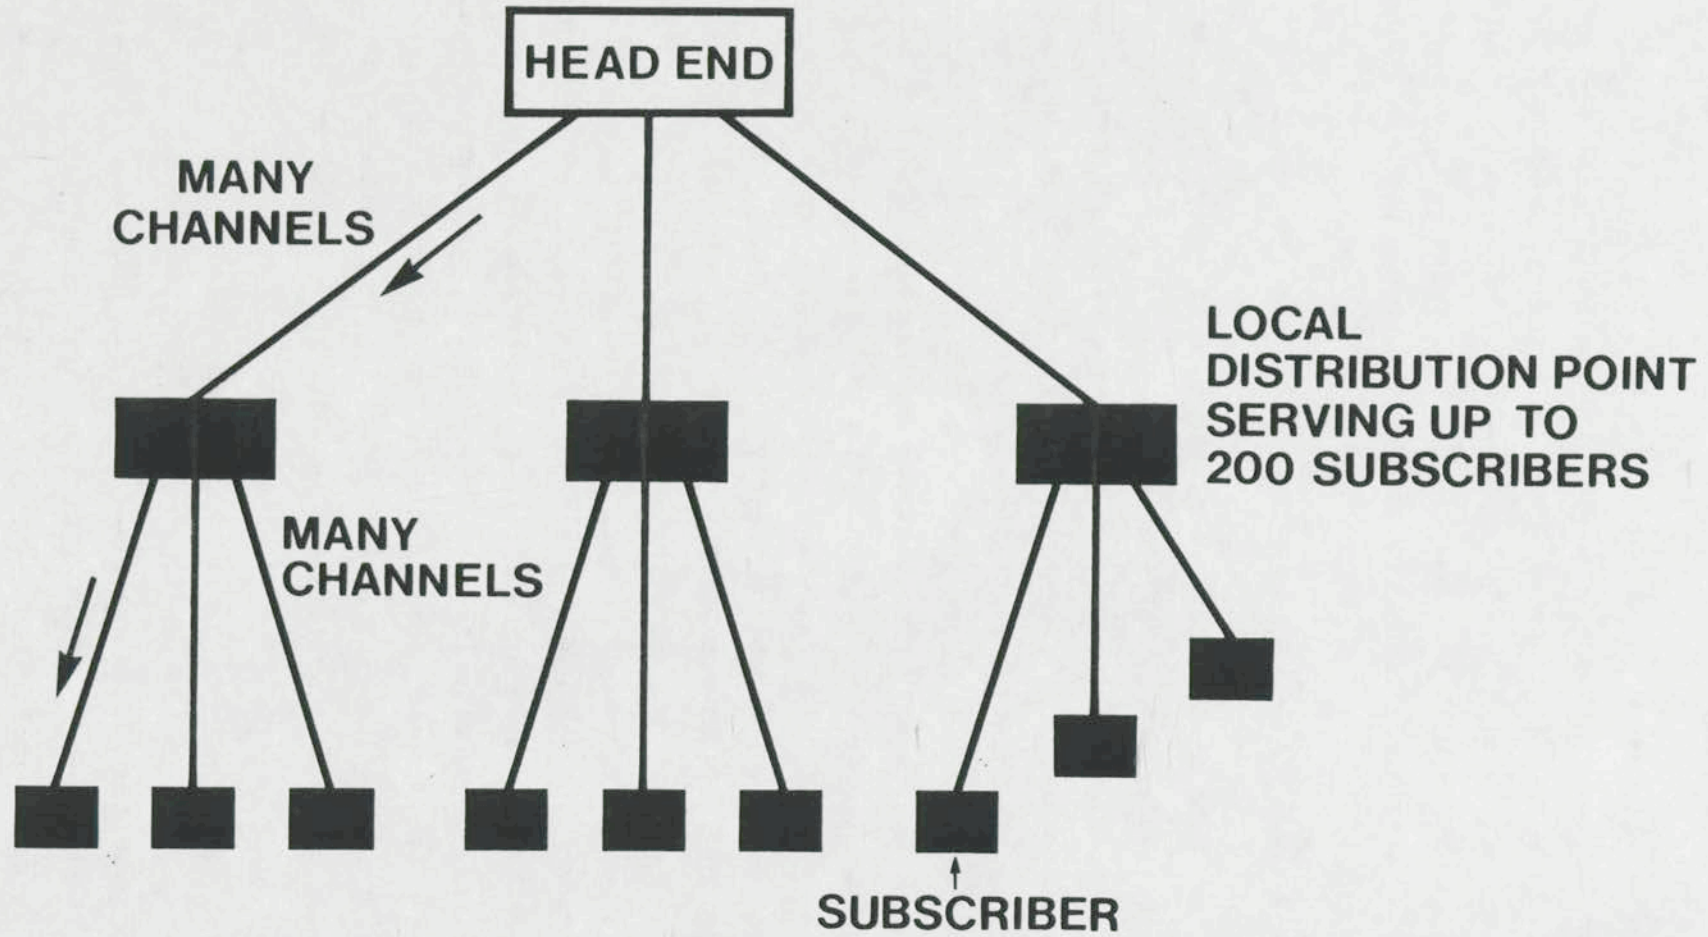 HEAD END
MANY
CHANNELS
LOCAL
DISTRIBUTION POINT
SERVING UP TO
200 SUBSCRIBERS
MANY
CHANNELS
SUBSCRIBER